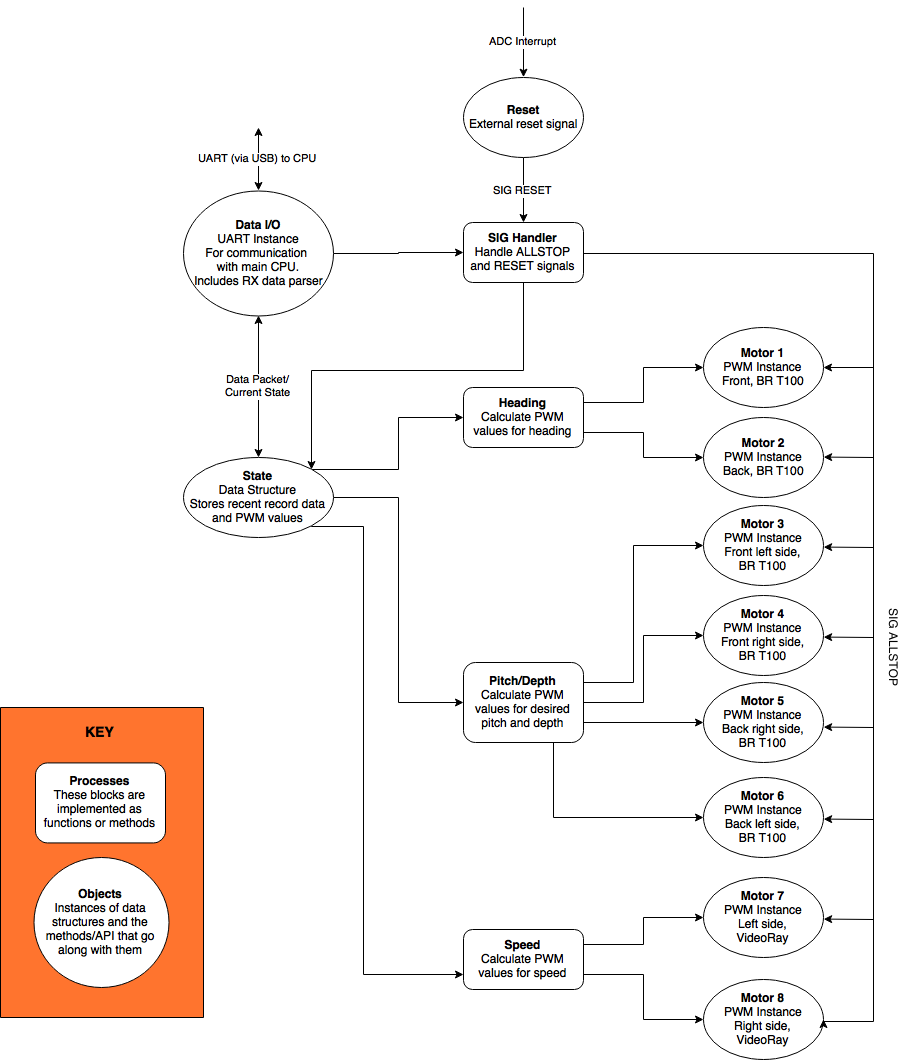 ADC Interrupt
Reset
External reset signal
UART (via USB) to CPU
SIG RESET
Data I/O
UART Instance
For communication
with main CPU.
Includes RX data parser
SIG Handler
Handle ALLSTOP
and RESET signals
Data Packet/
Current State
State
Data Structure
Stores recent record data
and PWM values
Heading
Calculate PWM
values for heading
Motor 1
PWM Instance
Front, BR T100
Motor 2
PWM Instance
Back, BR T100
Motor 3
PWM Instance
Front left side,
BR T100
Motor 4
PWM Instance
Front right side,
BR T100
SIG ALLSTOP
Pitch/Depth
Calculate PWM
values for desired
pitch and depth
Motor 5
PWM Instance
Back right side,
BR T100
Motor 6
PWM Instance
Back left side,
BR T100
Speed
Calculate PWM
values for speed
Motor 7
PWM Instance
Left side,
VideoRay
Motor 8
PWM Instance
Right side,
VideoRay
KEY
Processes
These blocks are
implemented as
functions or methods
Objects
Instances of data
structures and the
methods/API that go
along with them